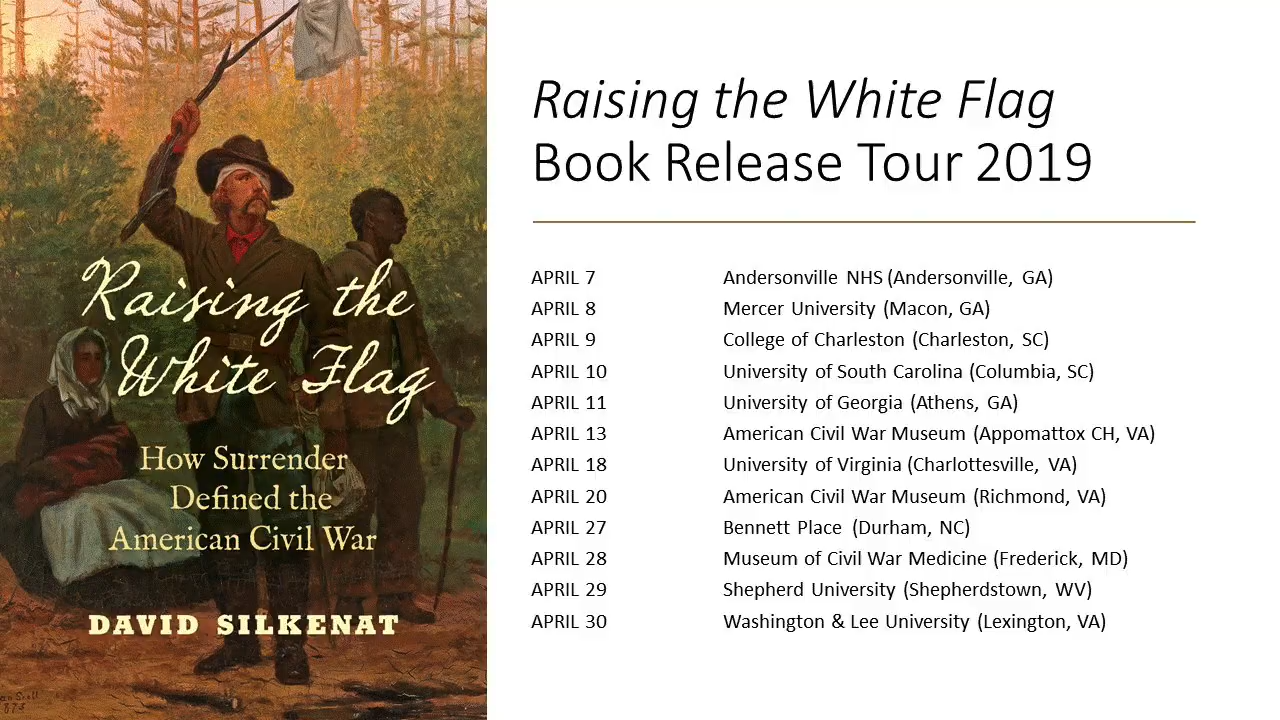 Raising the
White Flag
How Surrender
Defined the
American Civil War
DAVID SILKENAT
Raising the White Flag
Book Release Tour 2019
APRIL 7 Andersonville NHS (Andersonville, GA)
APRIL 8 Mercer University (Macon, GA)
APRIL 9 College of Charleston (Charleston, SC)
APRIL 10 University of South Carolina (Columbia, SC)
APRIL 11 University of Georgia (Athens, GA)
APRIL 13 American Civil War Museum (Appomattox CH, VA)
APRIL 18 University of Virginia (Charlottesville, VA)
APRIL 20 American Civil War Museum (Richmond, VA)
APRIL 27 Bennett Place (Durham, NC)
APRIL 28 Museum of Civil War Medicine (Frederick, MD)
APRIL 29 Shepherd University (Shepherdstown, WV)
APRIL 30 Washington & Lee University (Lexington, VA)